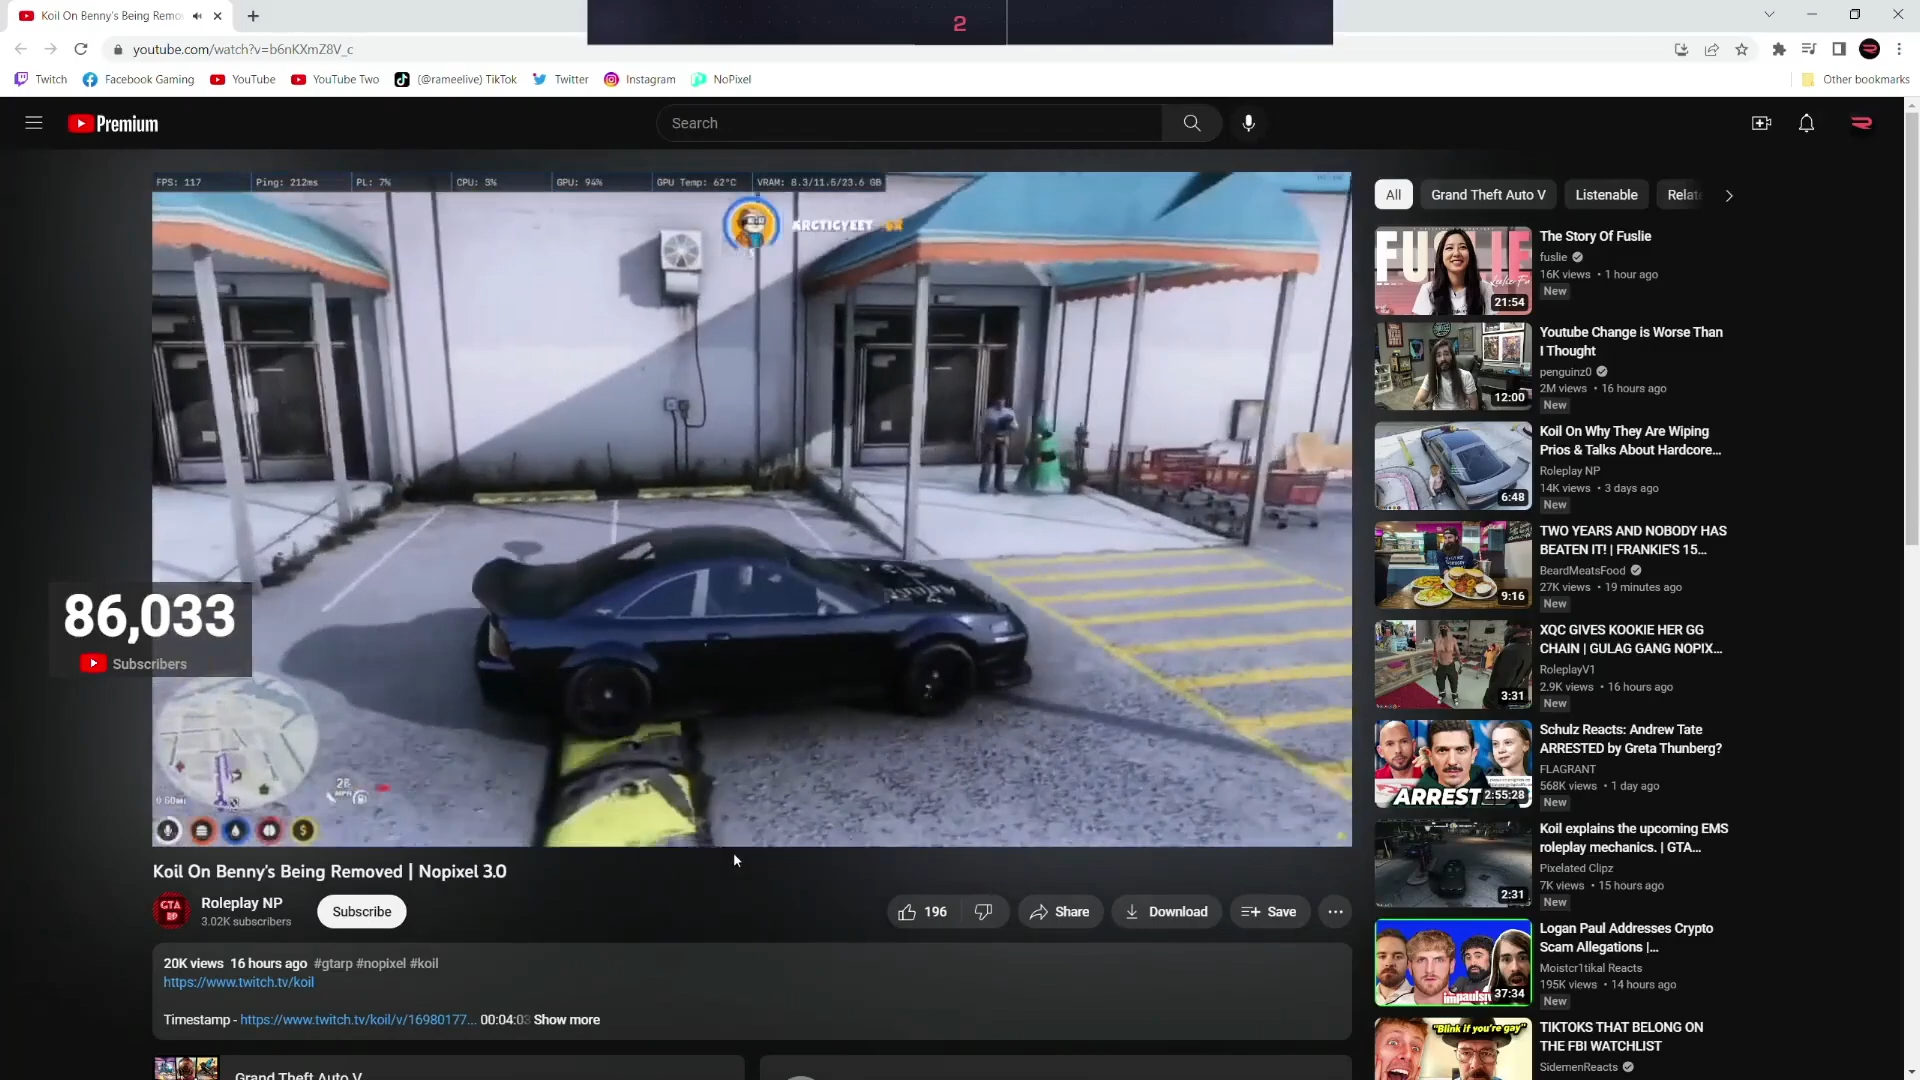 Koil On Benny's Being Remo
2
youtube.com/watch?v=b6nKXmZ8V_c
Twitch
Facebook Gaming
YouTube
YouTube Two
(@rameelive) TikTok
Twitter
Instagram
NoPixel
Other bookmarks
Premium
Search
FPS: 117
Ping: 212ms
PL: 7%
CPU: 5%
GPU: 94%
GPU Temp: 62°C
VRAM: 8.3/11.5/23.6 GB
ARCTICYEET
86,033
Subscribers
Koil On Benny's Being Removed | Nopixel 3.0
GTA
RP
Roleplay NP
3.02K subscribers
Subscribe
196
Share
Download
Save
20K views 16 hours ago #gtarp #nopixel #koil
https://www.twitch.tv/koil
Timestamp - https://www.twitch.tv/koil/v/16980177... 00:04:03 Show more
Grand Theft Auto V
All
Grand Theft Auto V
Listenable
Relate
FUSLIE
21:54
The Story Of Fuslie
fuslie
16K views • 1 hour ago
New
12:00
Youtube Change is Worse Than
I Thought
penguinz0
2M views • 16 hours ago
New
6:48
Koil On Why They Are Wiping
Prios & Talks About Hardcore...
Roleplay NP
14K views • 3 days ago
New
9:16
TWO YEARS AND NOBODY HAS
BEATEN IT! | FRANKIE'S 15...
BeardMeatsFood
27K views • 19 minutes ago
New
3:31
XQC GIVES KOOKIE HER GG
CHAIN | GULAG GANG NOPIX...
RoleplayV1
2.9K views • 16 hours ago
New
ARREST
2:55:28
Schulz Reacts: Andrew Tate
ARRESTED by Greta Thunberg?
FLAGRANT
568K views • 1 day ago
New
2:31
Koil explains the upcoming EMS
roleplay mechanics. | GTA...
Pixelated Clipz
7K views • 15 hours ago
New
impaulsiv
37:34
Logan Paul Addresses Crypto
Scam Allegations |...
Moistcr1tikal Reacts
195K views • 14 hours ago
New
"Blink if you're gay"
TIKTOKS THAT BELONG ON
THE FBI WATCHLIST
SidemenReacts